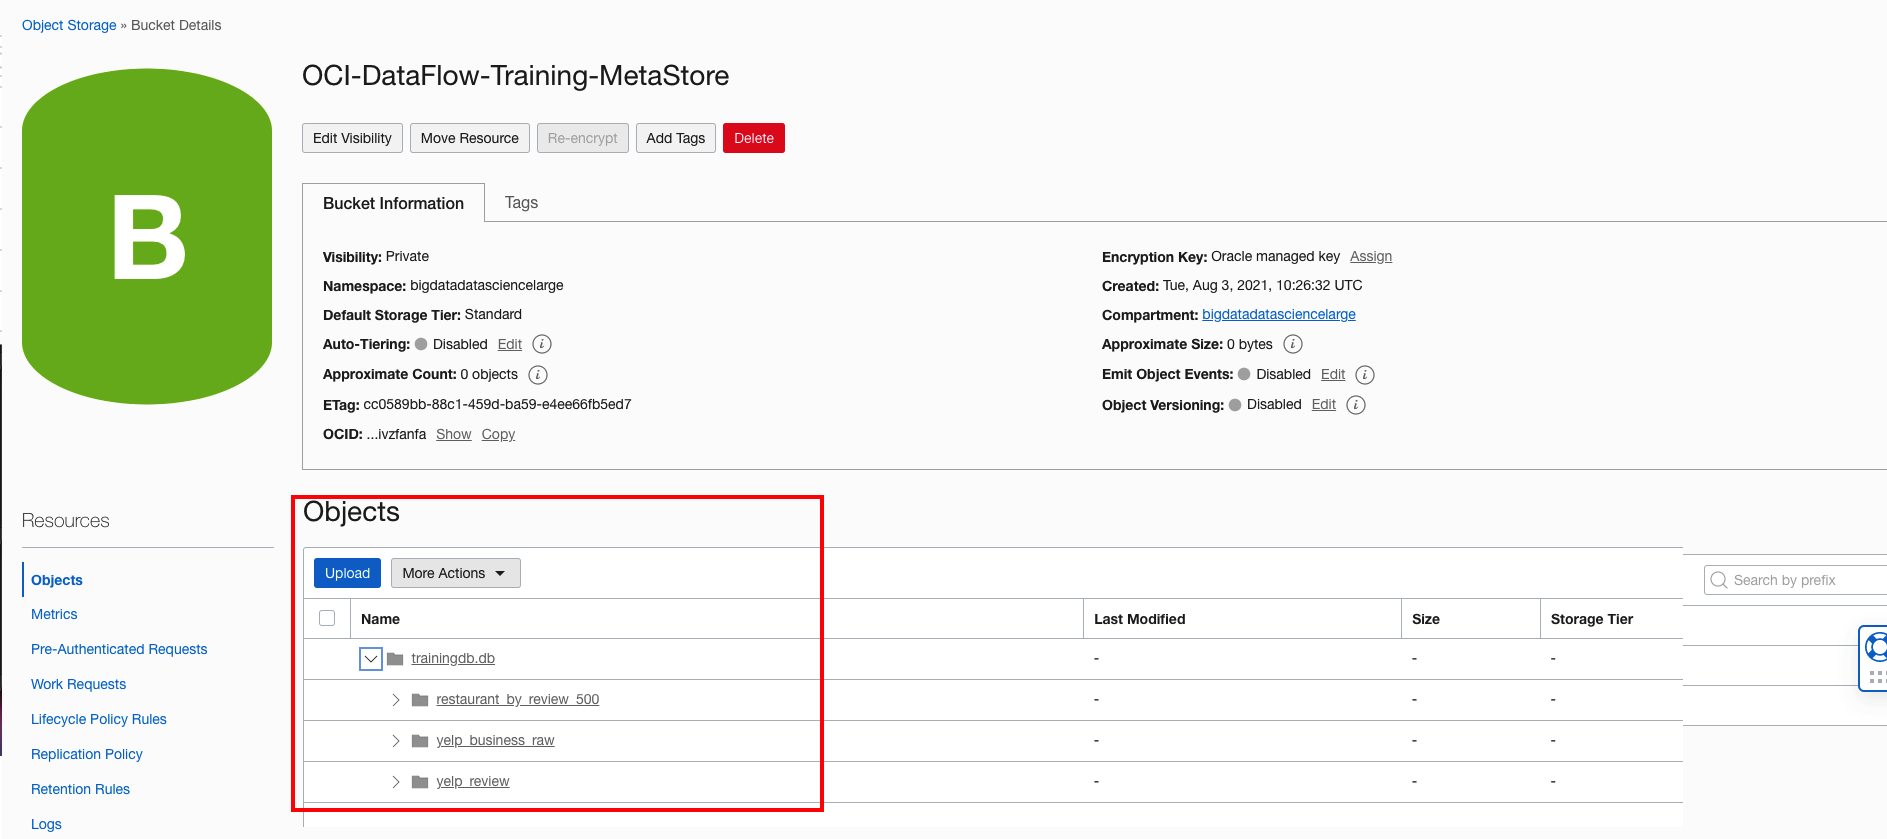 Object Storage » Bucket Details
B
OCI-DataFlow-Training-MetaStore
Edit Visibility Move Resource Re-encrypt Add Tags Delete
Bucket Information Tags
Visibility: Private
Namespace: bigdatadatasciencelarge
Default Storage Tier: Standard
Auto-Tiering: Disabled Edit i
Approximate Count: 0 objects i
ETag: cc0589bb-88c1-459d-ba59-e4ee66fb5ed7
OCID: ...ivzfanfa Show Copy
Encryption Key: Oracle managed key Assign
Created: Tue, Aug 3, 2021, 10:26:32 UTC
Compartment: bigdatadatasciencelarge
Approximate Size: 0 bytes i
Emit Object Events: Disabled Edit i
Object Versioning: Disabled Edit i
Resources
Objects
Metrics
Pre-Authenticated Requests
Work Requests
Lifecycle Policy Rules
Replication Policy
Retention Rules
Logs
Objects
Upload More Actions
Search by prefix
Name Last Modified Size Storage Tier
trainingdb.db - - -
restaurant_by_review_500 - - -
yelp_business_raw - - -
yelp_review - - -